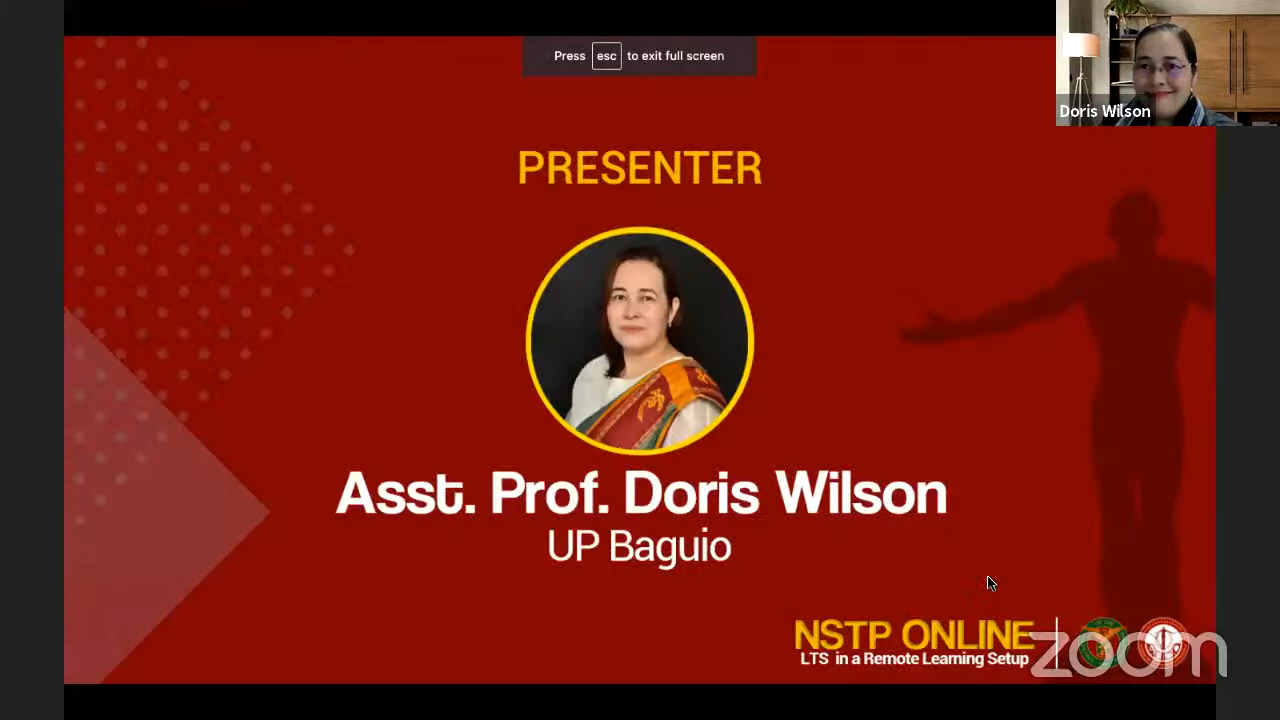 Press esc to exit full screen
Doris Wilson
PRESENTER
Asst. Prof. Doris Wilson
UP Baguio
NSTP ONLINE
LTS in a Remote Learning Setup
zoom